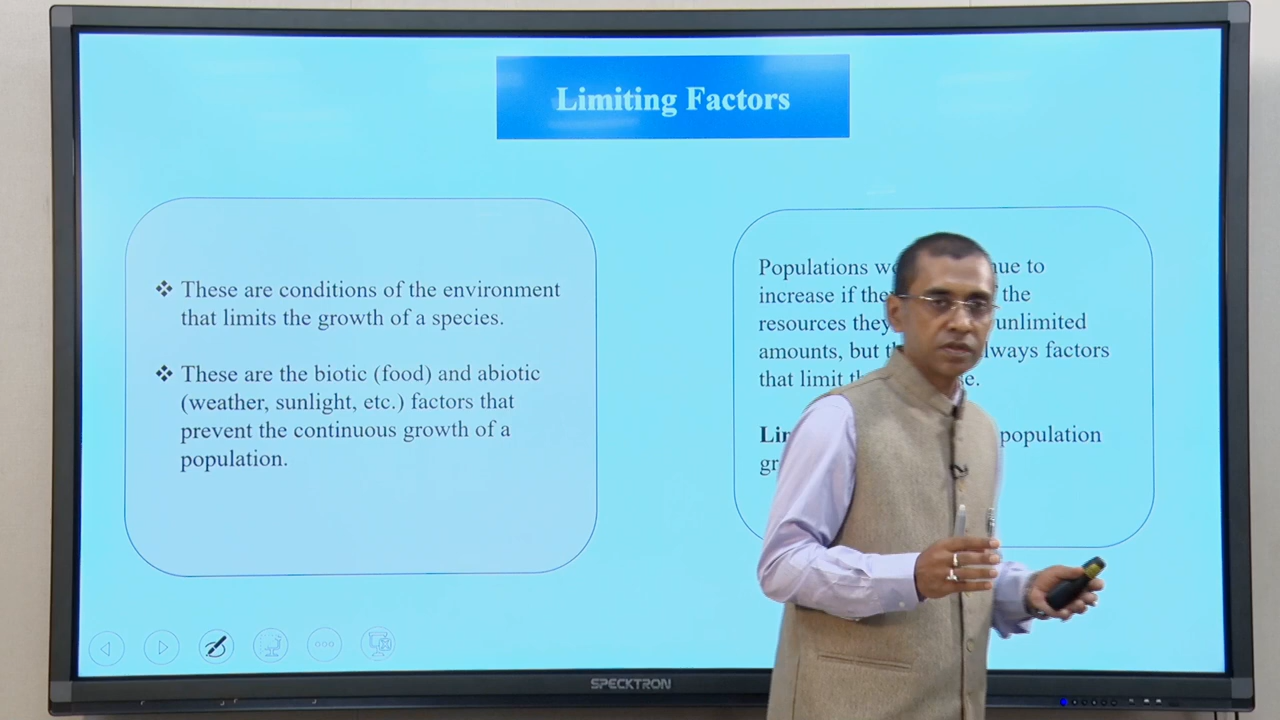 Limiting Factors
❖ These are conditions of the environment
that limits the growth of a species.
❖ These are the biotic (food) and abiotic
(weather, sunlight, etc.) factors that
prevent the continuous growth of a
population.
Populations to
increase if the
resources they unlimited
amounts, but factors
that limit
population
SPECKTRON